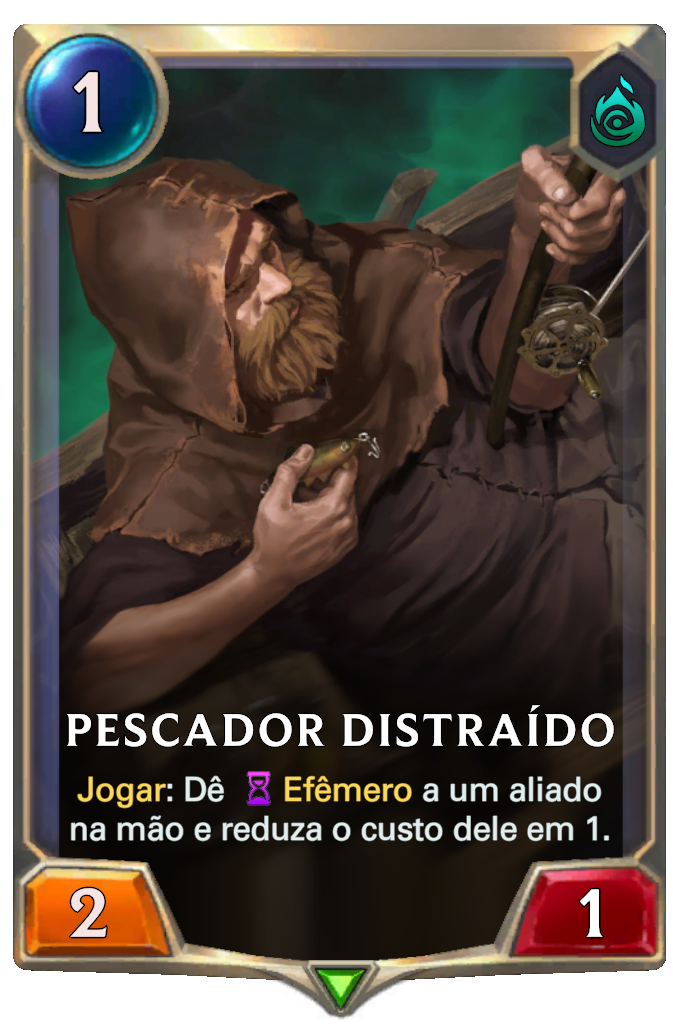 1
PESCADOR DISTRAÍDO
Jogar: Dê Efêmero a um aliado
na mão e reduza o custo dele em 1.
2 1